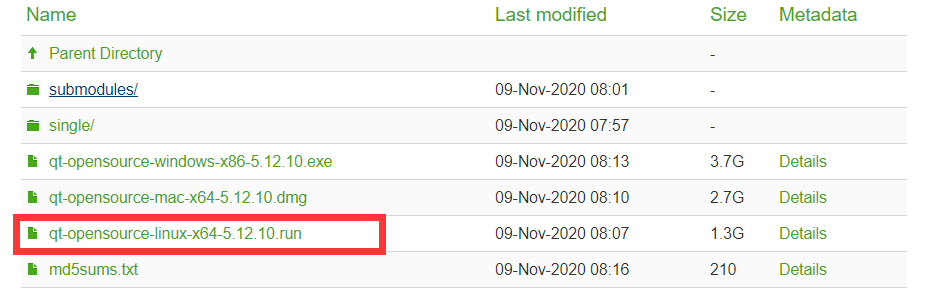 Name Last modified Size Metadata
Parent Directory -
submodules/ 09-Nov-2020 08:01 -
single/ 09-Nov-2020 07:57 -
qt-opensource-windows-x86-5.12.10.exe 09-Nov-2020 08:13 3.7G Details
qt-opensource-mac-x64-5.12.10.dmg 09-Nov-2020 08:10 2.7G Details
qt-opensource-linux-x64-5.12.10.run 09-Nov-2020 08:07 1.3G Details
md5sums.txt 09-Nov-2020 08:16 210 Details